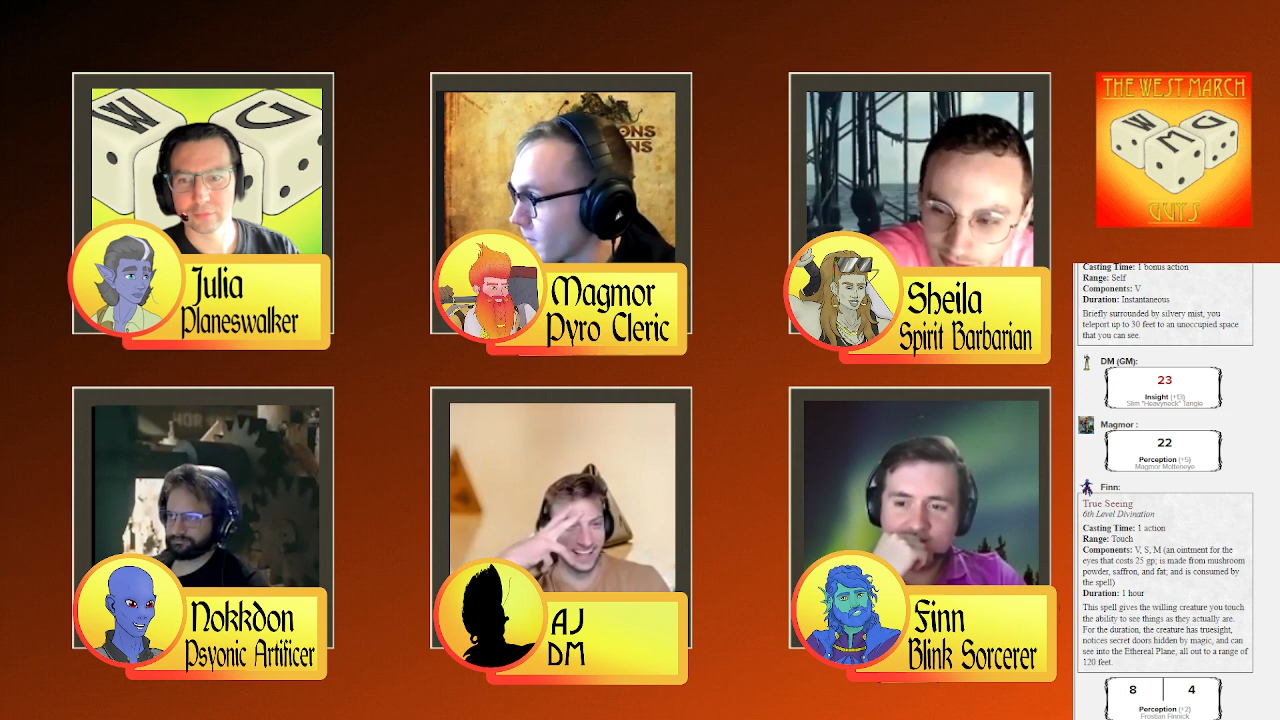 W
G
Julia
Planeswalker
ONS
NS
Magmor
Pyro Cleric
Sheila
Spirit Barbarian
THE WEST MARCH
W
M
G
GUYS
Nokkdon
Psyonic Artificer
AJ
DM
Finn
Blink Sorcerer
Casting Time: 1 bonus action
Range: Self
Components: V
Duration: Instantaneous
Briefly surrounded by silvery mist, you
teleport up to 30 feet to an unoccupied space
that you can see.
DM (GM):
23
Insight (+13)
Slim "Heavyneck" Tangle
Magmor :
22
Perception (+5)
Magmor Molteneye
Finn:
True Seeing
6th Level Divination
Casting Time: 1 action
Range: Touch
Components: V, S, M (an ointment for the
eyes that costs 25 gp; is made from mushroom
powder, saffron, and fat; and is consumed by
the spell)
Duration: 1 hour
This spell gives the willing creature you touch
the ability to see things as they actually are.
For the duration, the creature has truesight,
notices secret doors hidden by magic, and can
see into the Ethereal Plane, all out to a range of
120 feet.
8 4
Perception (+2)
Frostian Finnick